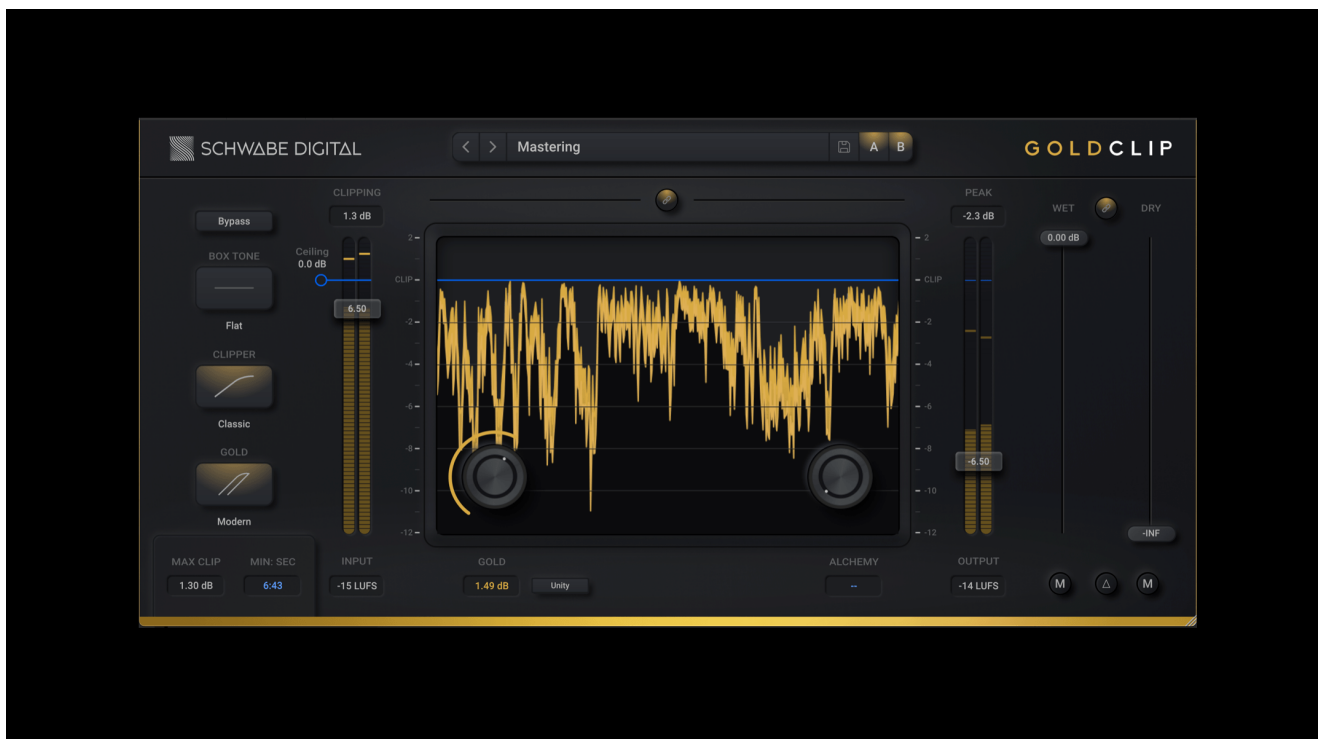 SCHWABE DIGITAL
Mastering
A B
GOLDCLIP
Bypass
BOX TONE
Flat
CLIPPER
Classic
GOLD
Modern
MAX CLIP MIN: SEC
1.30 dB 6:43
CLIPPING
1.3 dB
Ceiling
0.0 dB
6.50
INPUT
-15 LUFS
2
CLIP
-2
-4
-6
-8
-10
-12
GOLD
1.49 dB Unity
ALCHEMY
--
2
CLIP
-2
-4
-6
-8
-10
-12
PEAK
-2.3 dB
-6.50
OUTPUT
-14 LUFS
WET DRY
0.00 dB
-INF
M Δ M